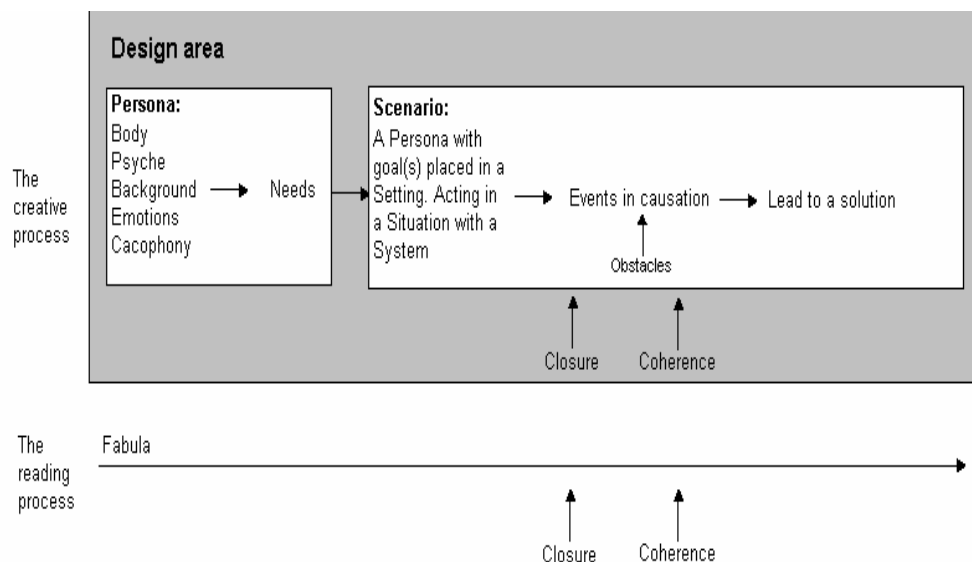 Design area
The
creative
process
Persona:
Body
Psyche
Background
Emotions
Cacophony
Needs
Scenario:
A Persona with
goal(s) placed in a
Setting. Acting in
a Situation with a
System
Events in causation
Lead to a solution
Obstacles
Closure
Coherence
The
reading
process
Fabula
Closure
Coherence